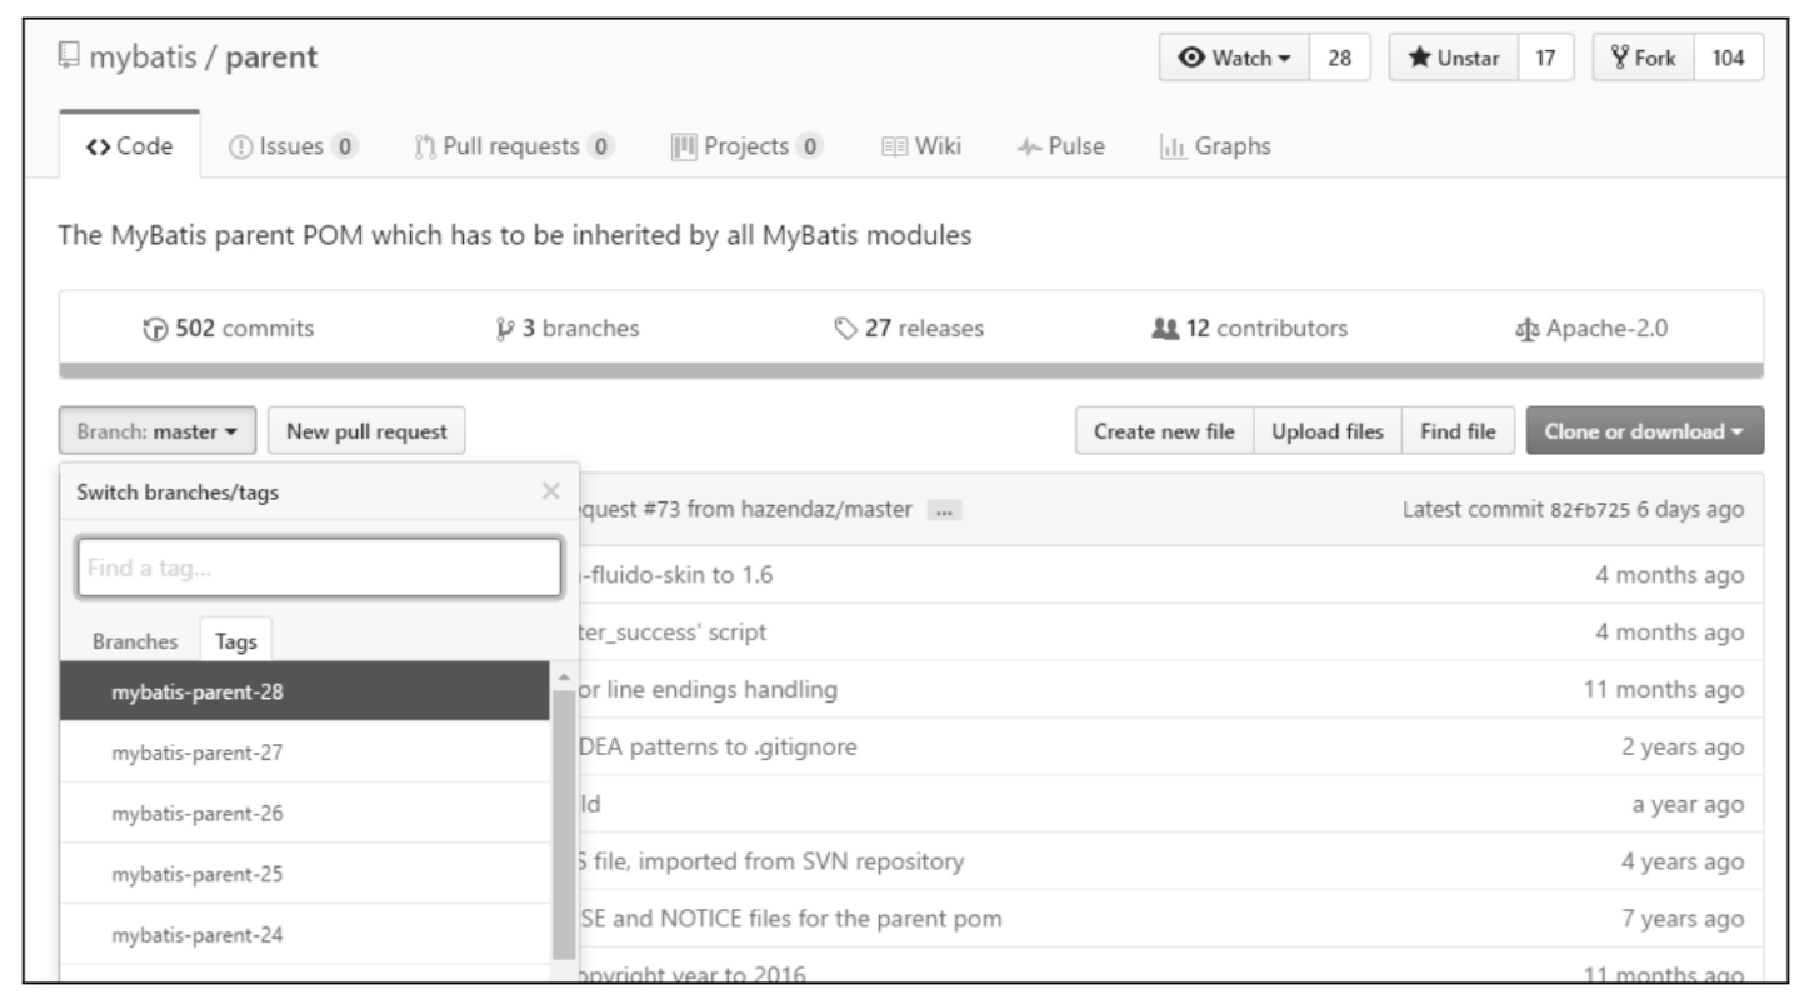 mybatis / parent
Watch 28 Unstar 17 Fork 104
Code Issues 0 Pull requests 0 Projects 0 Wiki Pulse Graphs
The MyBatis parent POM which has to be inherited by all MyBatis modules
502 commits 3 branches 27 releases 12 contributors Apache-2.0
Branch: master New pull request Create new file Upload files Find file Clone or download
Switch branches/tags
#73 from hazendaz/master ... Latest commit 82fb725 6 days ago
Find a tag...
-fluido-skin to 1.6 4 months ago
ter_success' script 4 months ago
Branches Tags
mybatis-parent-28
or line endings handling 11 months ago
mybatis-parent-27
DEA patterns to .gitignore 2 years ago
mybatis-parent-26
ld a year ago
mybatis-parent-25
S file, imported from SVN repository 4 years ago
mybatis-parent-24
SE and NOTICE files for the parent pom 7 years ago
opyright year to 2016 11 months ago